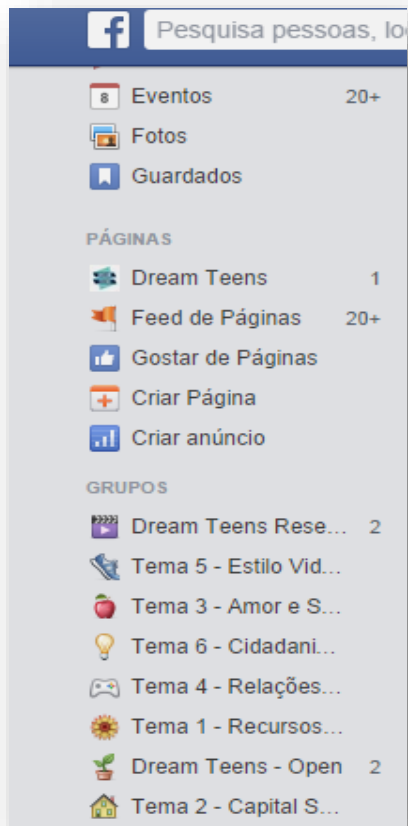 f Pesquisa pessoas, lo
8 Eventos 20+
Fotos
Guardados
PÁGINAS
Dream Teens 1
Feed de Páginas 20+
Gostar de Páginas
Criar Página
Criar anúncio
GRUPOS
Dream Teens Rese... 2
Tema 5 - Estilo Vid...
Tema 3 - Amor e S...
Tema 6 - Cidadani...
Tema 4 - Relações...
Tema 1 - Recursos...
Dream Teens - Open 2
Tema 2 - Capital S...